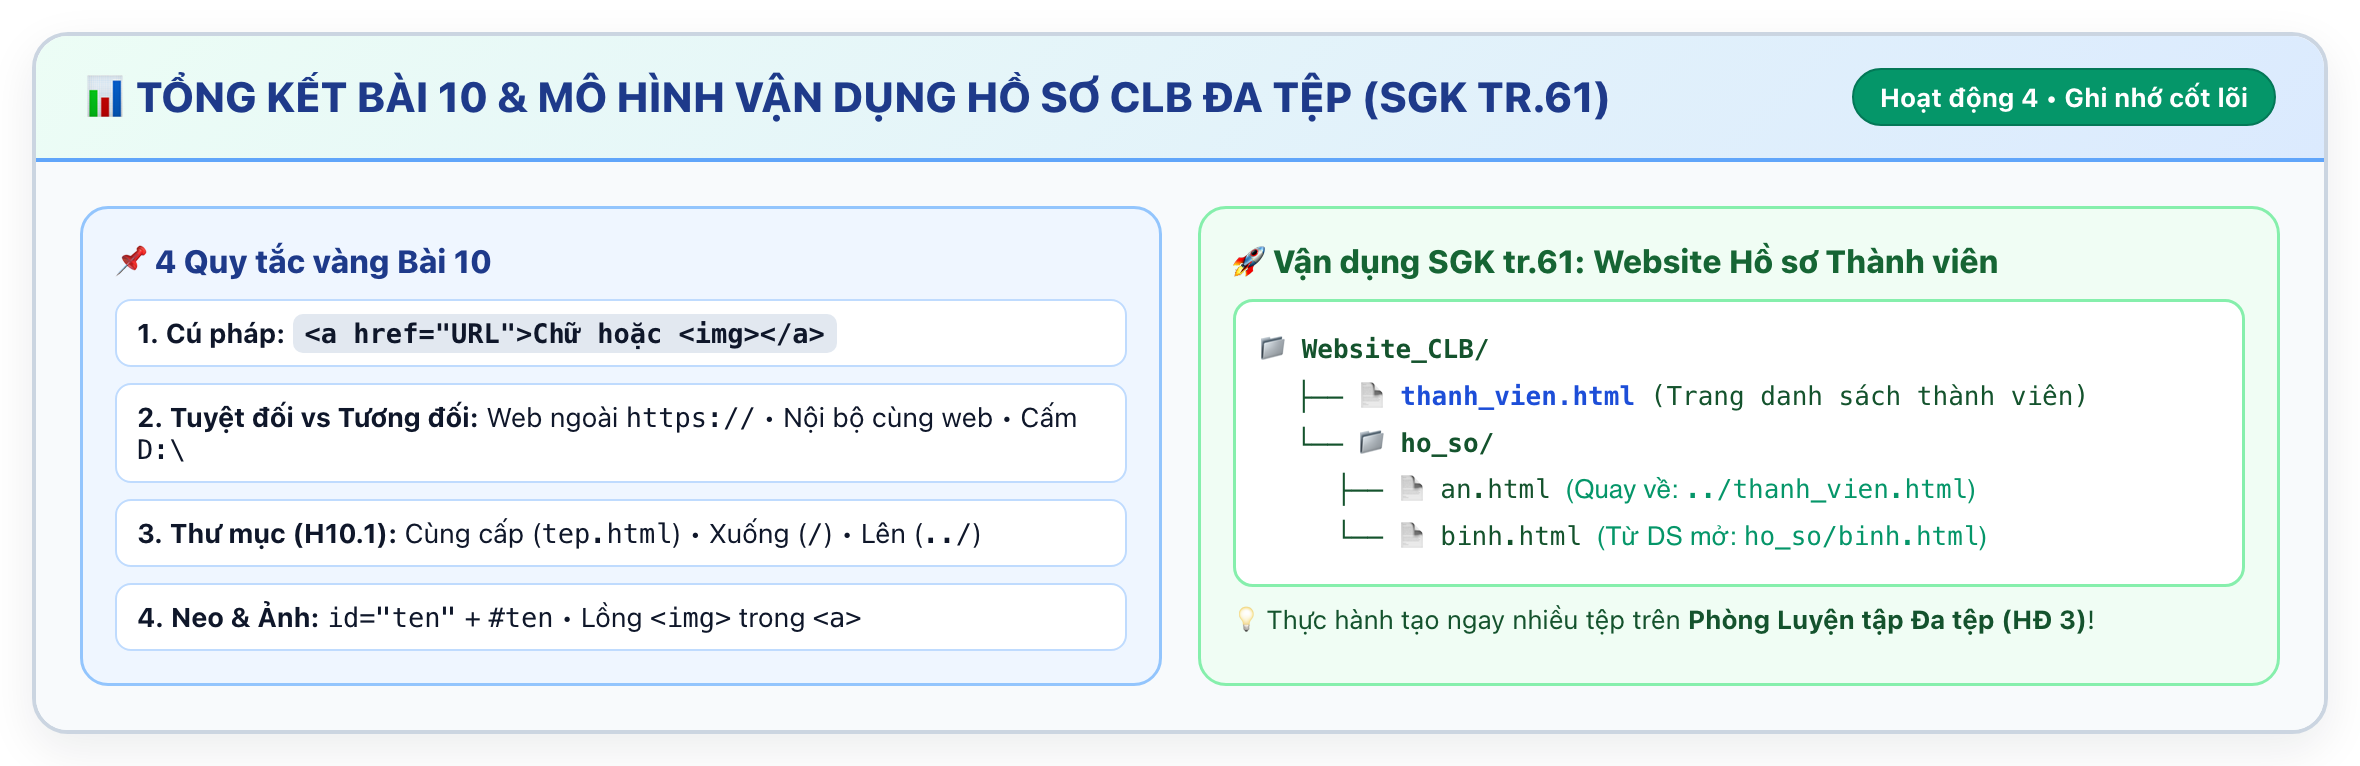 📊 TỔNG KẾT BÀI 10 & MÔ HÌNH VẬN DỤNG HỒ SƠ CLB ĐA TỆP (SGK TR.61)
Hoạt động 4 • Ghi nhớ cốt lõi
📌 4 Quy tắc vàng Bài 10
1. Cú pháp: <a href="URL">Chữ hoặc <img></a>
2. Tuyệt đối vs Tương đối: Web ngoài https:// • Nội bộ cùng web • Cấm
D:\
3. Thư mục (H10.1): Cùng cấp (tep.html) • Xuống (/) • Lên (../)
4. Neo & Ảnh: id="ten" + #ten • Lồng <img> trong <a>
🚀 Vận dụng SGK tr.61: Website Hồ sơ Thành viên
📁 Website_CLB/
├── 📄 thanh_vien.html (Trang danh sách thành viên)
└── 📁 ho_so/
├── 📄 an.html (Quay về: ../thanh_vien.html)
└── 📄 binh.html (Từ DS mở: ho_so/binh.html)
💡 Thực hành tạo ngay nhiều tệp trên Phòng Luyện tập Đa tệp (HĐ 3)!